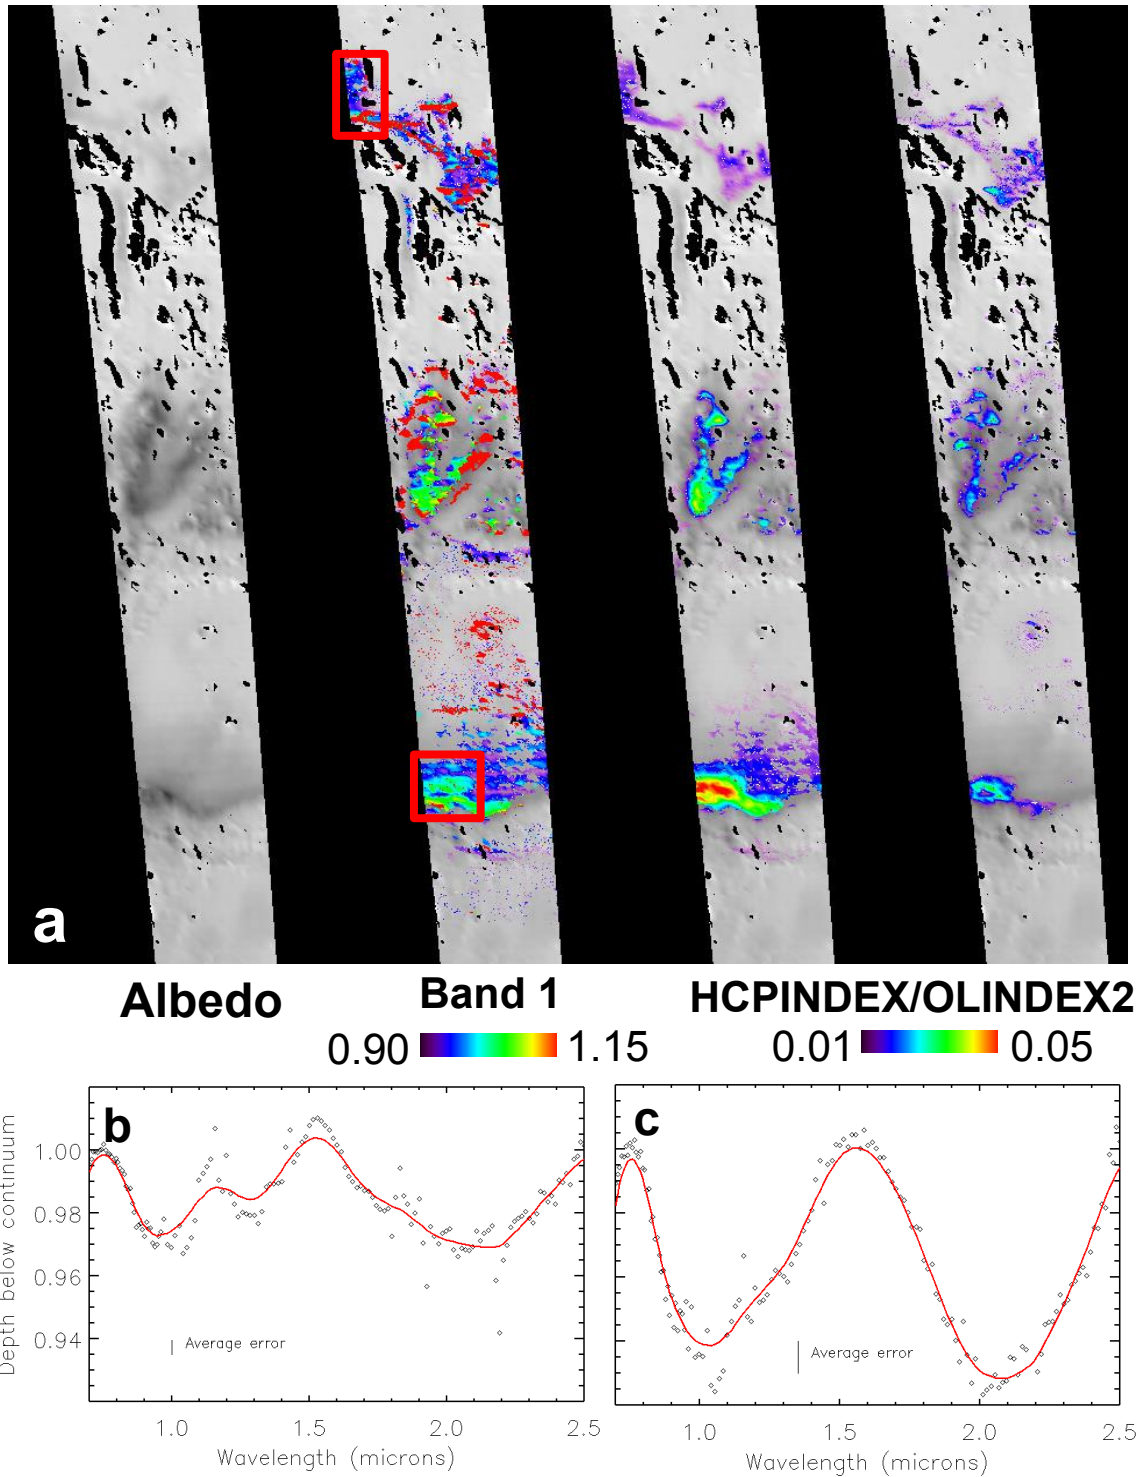 a
Albedo
Band 1
HCPINDEX/OLINDEX2
0.90
1.15
0.01
0.05
b
c
Depth below continuum
1.00
0.98
0.96
0.94
Average error
Average error
1.0
1.5
2.0
2.5
1.0
1.5
2.0
2.5
Wavelength (microns)
Wavelength (microns)